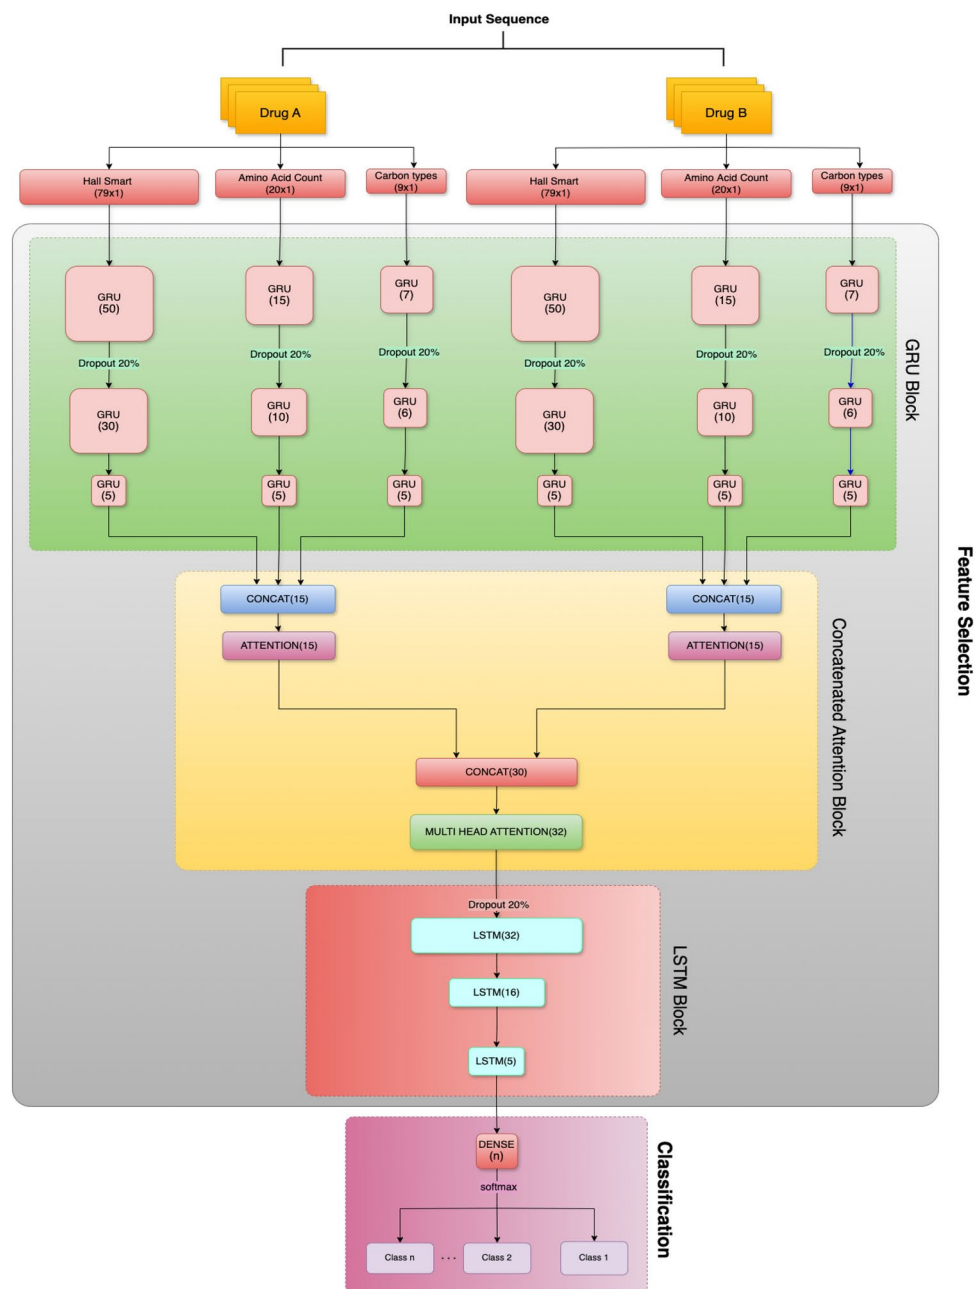 Input Sequence
Drug A
Drug B
Hall Smart
(79x1)
Amino Acid Count
(20x1)
Carbon types
(9x1)
Hall Smart
(79x1)
Amino Acid Count
(20x1)
Carbon types
(9x1)
GRU
(50)
GRU
(15)
GRU
(7)
GRU
(50)
GRU
(15)
GRU
(7)
Dropout 20%
Dropout 20%
Dropout 20%
Dropout 20%
Dropout 20%
Dropout 20%
GRU
(30)
GRU
(10)
GRU
(6)
GRU
(30)
GRU
(10)
GRU
(6)
GRU
(5)
GRU
(5)
GRU
(5)
GRU
(5)
GRU
(5)
GRU
(5)
GRU Block
CONCAT(15)
CONCAT(15)
ATTENTION(15)
ATTENTION(15)
CONCAT(30)
MULTI HEAD ATTENTION(32)
Concatenated Attention Block
Feature Selection
Dropout 20%
LSTM(32)
LSTM(16)
LSTM(5)
LSTM Block
DENSE
(n)
softmax
Class n
. . .
Class 2
Class 1
Classification